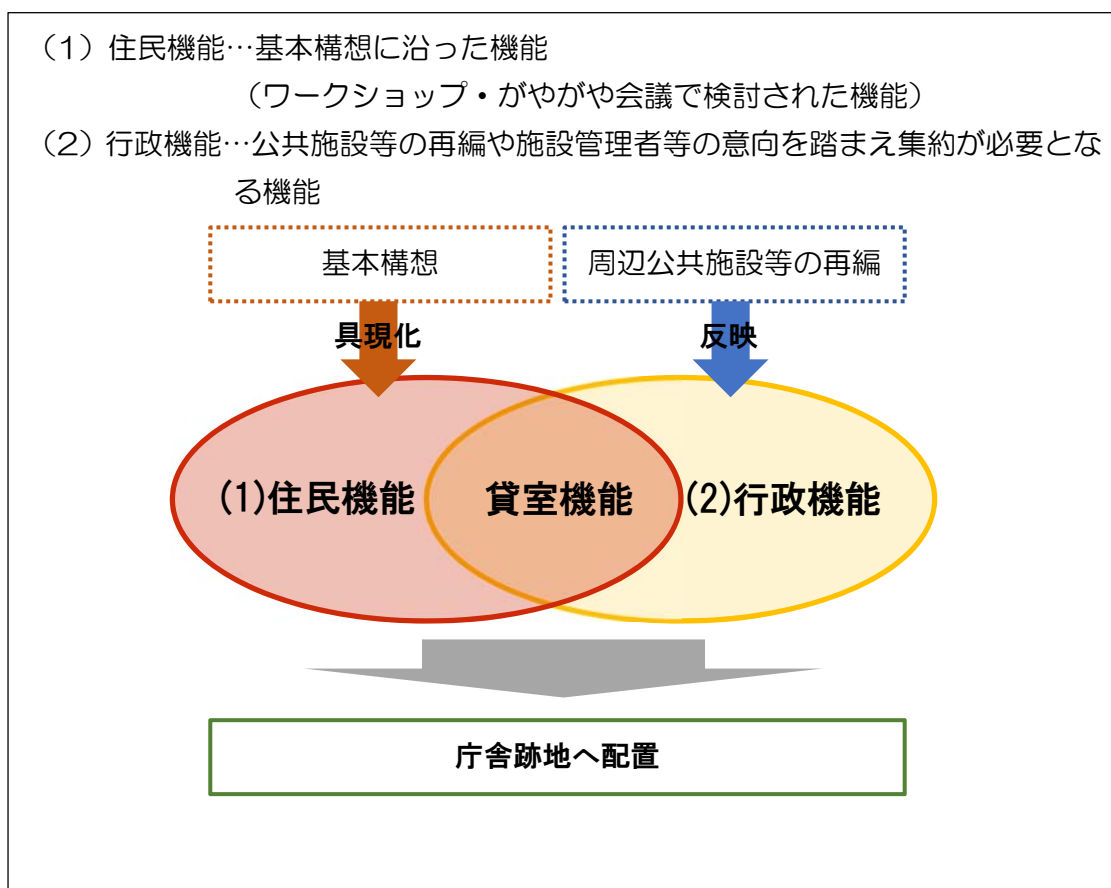 （1）住民機能…基本構想に沿った機能
（ワークショップ・がやがや会議で検討された機能）
（2）行政機能…公共施設等の再編や施設管理者等の意向を踏まえ集約が必要とな
る機能
基本構想
周辺公共施設等の再編
具現化
反映
(1)住民機能
貸室機能
(2)行政機能
庁舎跡地へ配置